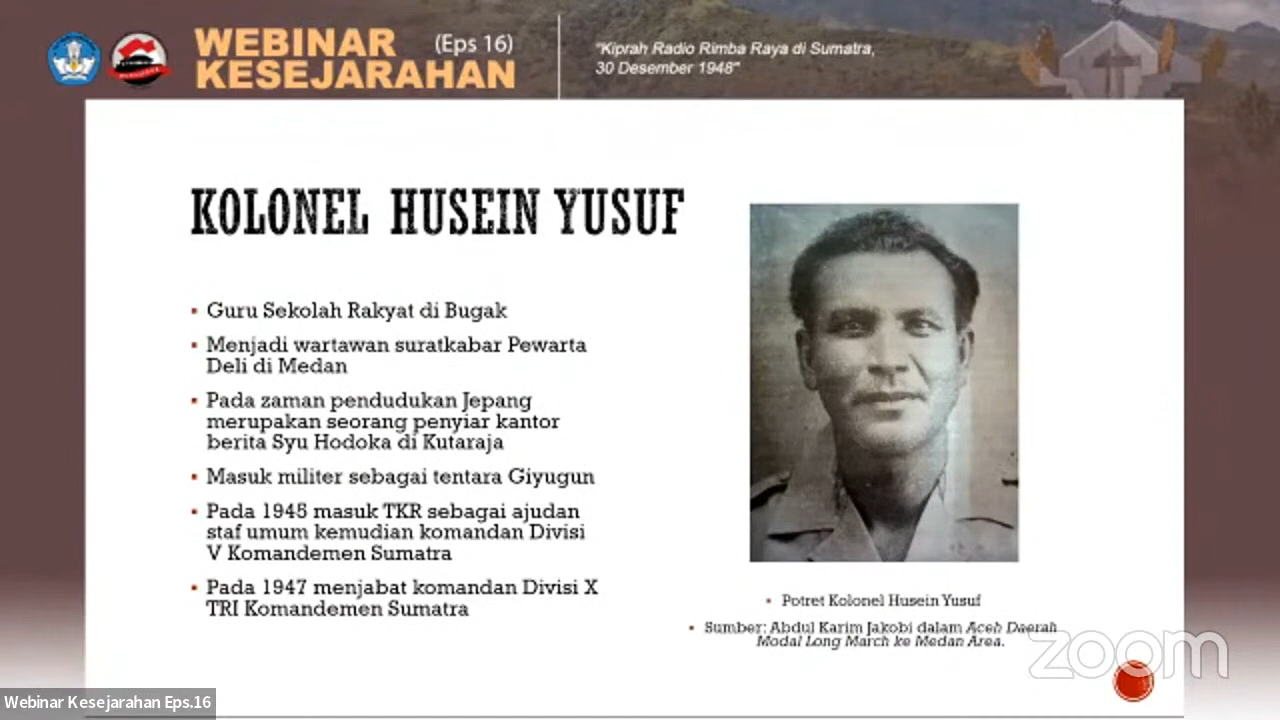 WEBINAR (Eps 16)
KESEJARAHAN
"Kiprah Radio Rimba Raya di Sumatra,
30 Desember 1948"
KOLONEL HUSEIN YUSUF
Guru Sekolah Rakyat di Bugak
Menjadi wartawan suratkabar Pewarta
Deli di Medan
Pada zaman pendudukan Jepang
merupakan seorang penyiar kantor
berita Syu Hodoka di Kutaraja
Masuk militer sebagai tentara Giyugun
Pada 1945 masuk TKR sebagai ajudan
staf umum kemudian komandan Divisi
V Komandemen Sumatra
Pada 1947 menjabat komandan Divisi X
TRI Komandemen Sumatra
Potret Kolonel Husein Yusuf
Sumber: Abdul Karim Jakobi dalam Aceh Daerah
Modal Long March ke Medan Area.
zoom
Webinar Kesejarahan Eps.16